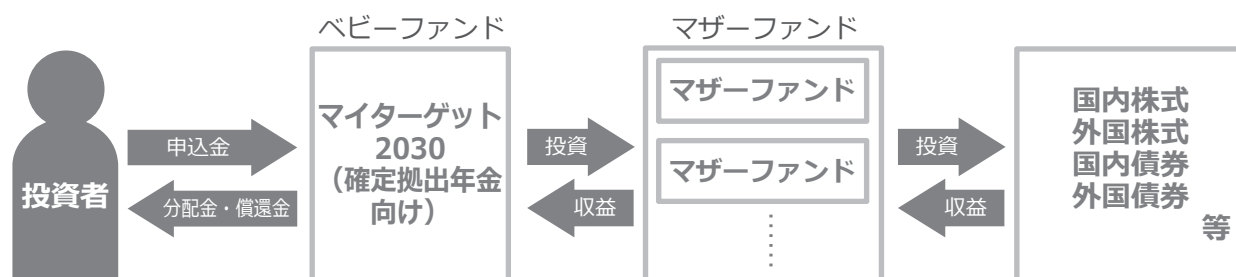 ベビーファンド
マザーファンド
投資者
申込金
分配金・償還金
マイターゲット
2030
（確定拠出年金
向け）
投資
収益
マザーファンド
マザーファンド
投資
収益
国内株式
外国株式
国内債券
外国債券
等